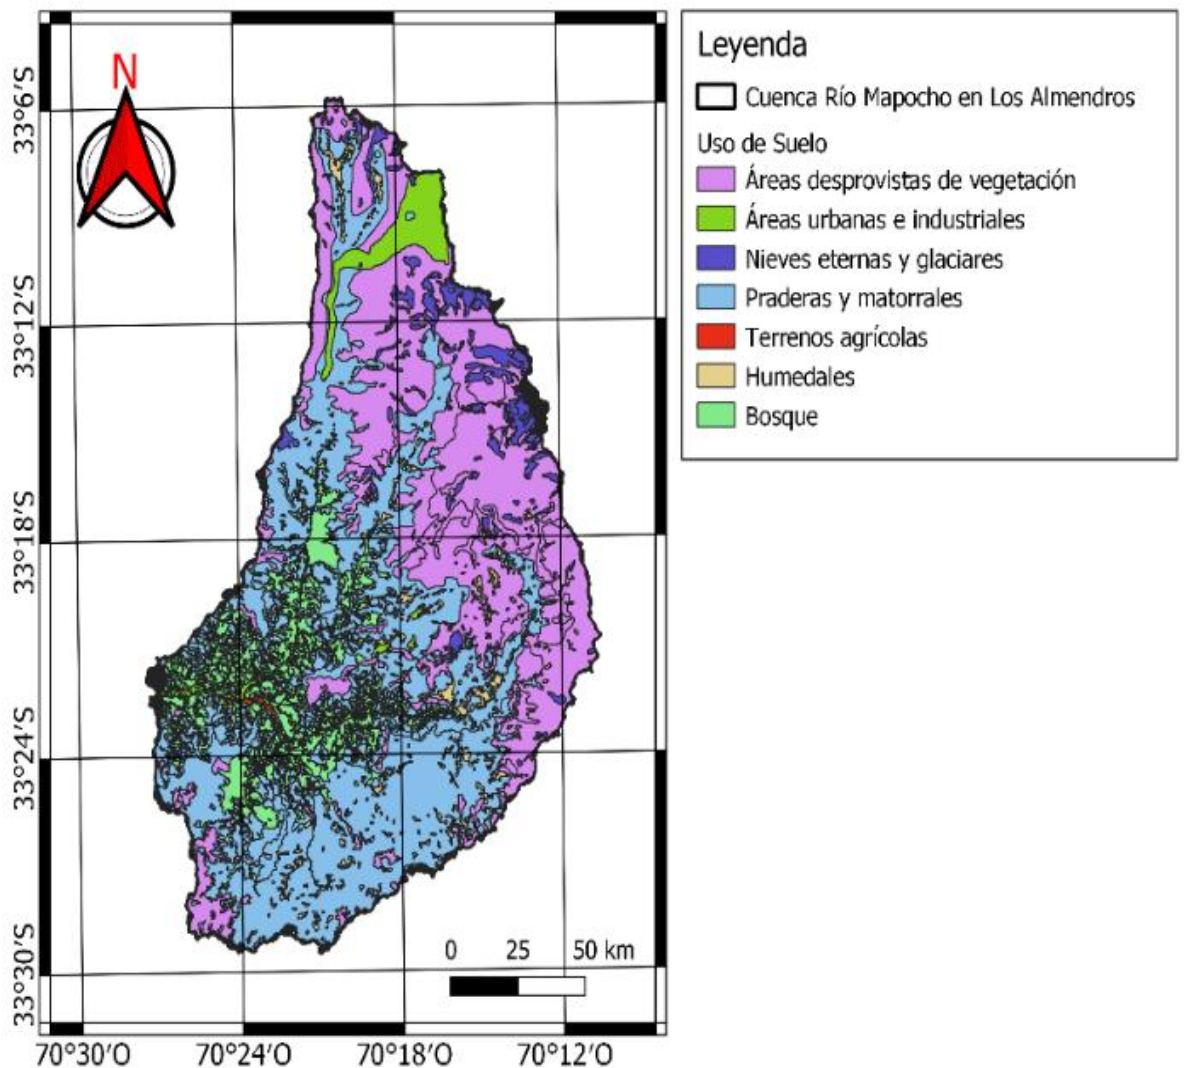 N
33°6'S
33°12'S
33°18'S
33°24'S
33°30'S
0 25 50 km
70°30'O 70°24'O 70°18'O 70°12'O
Leyenda
Cuenca Río Mapocho en Los Almendros
Uso de Suelo
Áreas desprovistas de vegetación
Áreas urbanas e industriales
Nieves eternas y glaciares
Praderas y matorrales
Terrenos agrícolas
Humedales
Bosque